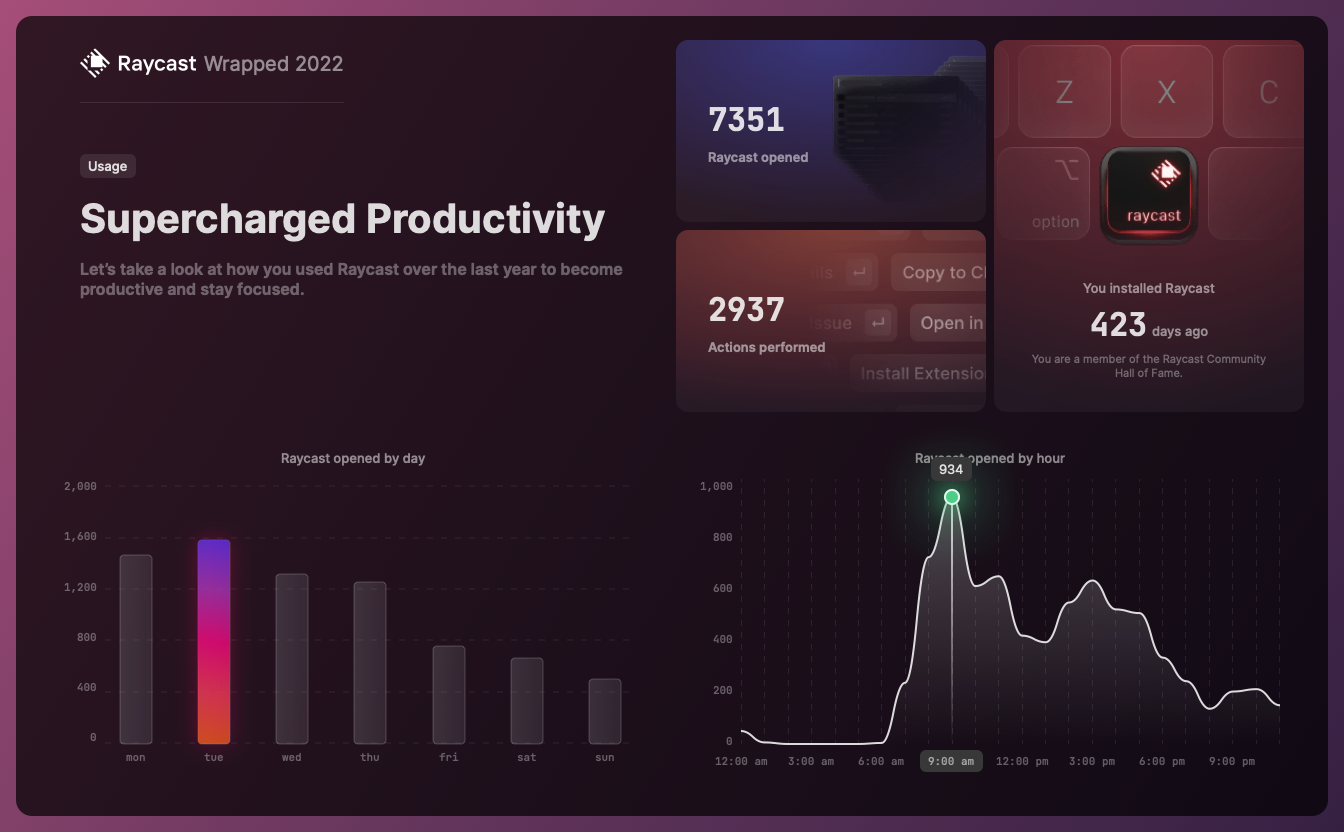 Raycast Wrapped 2022
Usage
Supercharged Productivity
Let's take a look at how you used Raycast over the last year to become
productive and stay focused.
7351
Raycast opened
2937
Actions performed
Copy to Cl
ssue
Open in
Install Extensio
Z
X
C
option
raycast
You installed Raycast
423 days ago
You are a member of the Raycast Community
Hall of Fame.
Raycast opened by day
2,000
1,600
1,200
800
400
0
mon tue wed thu fri sat sun
Raycast opened by hour
934
1,000
800
600
400
200
0
12:00 am 3:00 am 6:00 am 9:00 am 12:00 pm 3:00 pm 6:00 pm 9:00 pm